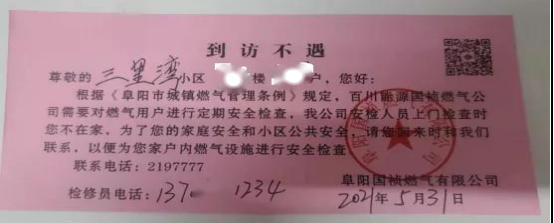 到访不遇
尊敬的 三里湾 小区 楼 户，您好：
根据《阜阳市城镇燃气管理条例》规定，百川能源国祯燃气公
司需要对燃气用户进行定期安全检查，我公司安检人员上门检查时
您不在家，为了您的家庭安全和小区公共安全，请您回来时和我们
联系，以便为您家户内燃气设施进行安全检查
联系电话：2197777
检修员电话：137 1234
阜阳国祯燃气有限公司
2021年5月31日